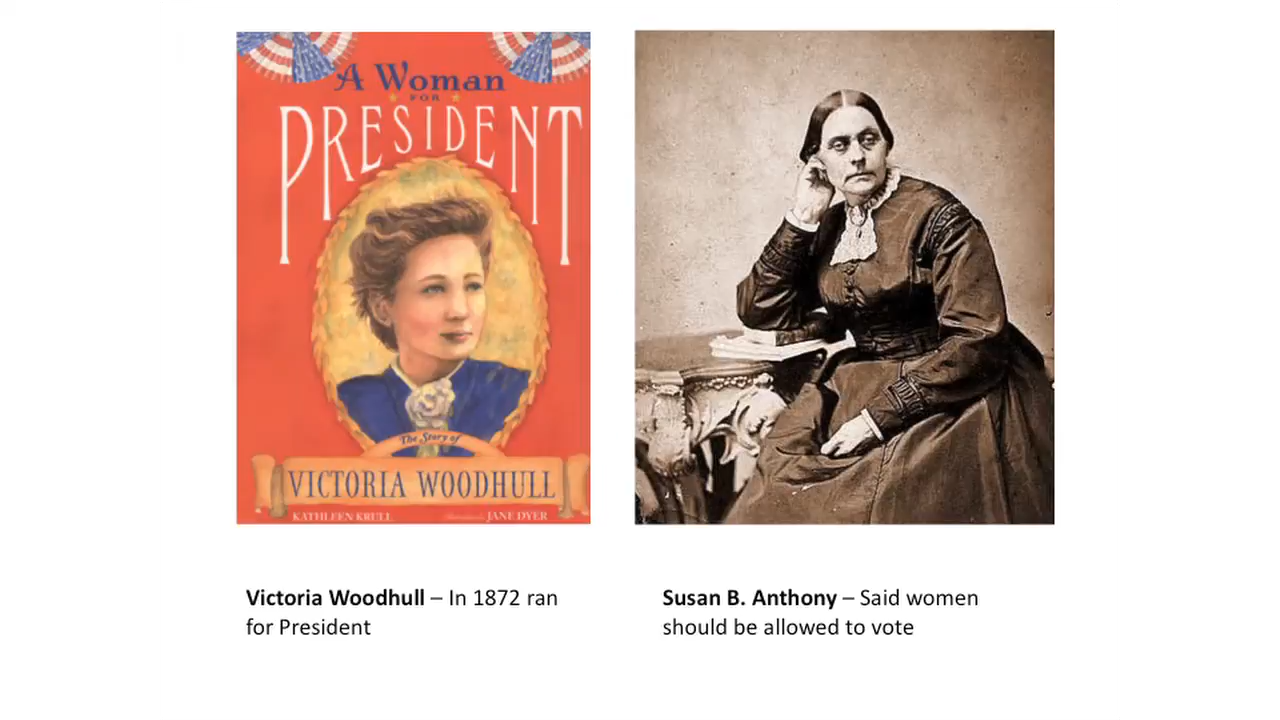 A Woman
FOR
PRESIDENT
The Story of
VICTORIA WOODHULL
KATHLEEN KRULL
JANE DYER
Victoria Woodhull – In 1872 ran
for President
Susan B. Anthony – Said women
should be allowed to vote